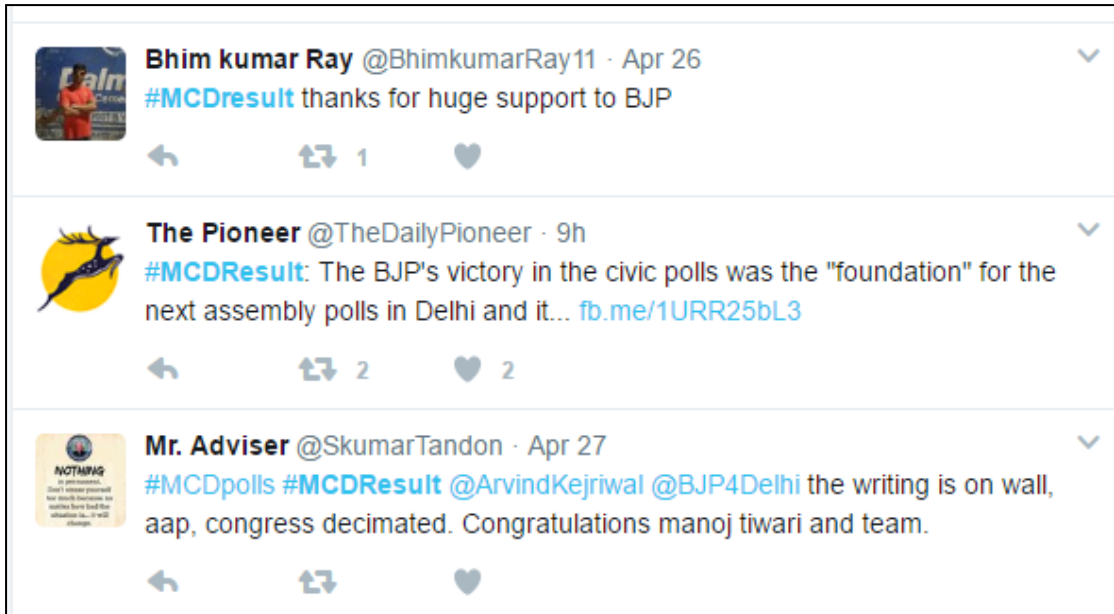 Bhim kumar Ray @BhimkumarRay11 · Apr 26
#MCDresult thanks for huge support to BJP
1
The Pioneer @TheDailyPioneer · 9h
#MCDResult: The BJP's victory in the civic polls was the "foundation" for the
next assembly polls in Delhi and it... fb.me/1URR25bL3
2 2
Mr. Adviser @SkumarTandon · Apr 27
#MCDpolls #MCDResult @ArvindKejriwal @BJP4Delhi the writing is on wall,
aap, congress decimated. Congratulations manoj tiwari and team.
NOTHING
is permanent.